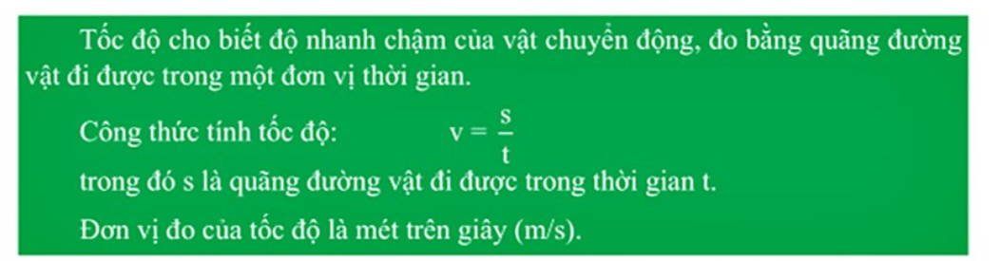 Tốc độ cho biết độ nhanh chậm của vật chuyển động, đo bằng quãng đường
vật đi được trong một đơn vị thời gian.
Công thức tính tốc độ: v = s/t
trong đó s là quãng đường vật đi được trong thời gian t.
Đơn vị đo của tốc độ là mét trên giây (m/s).